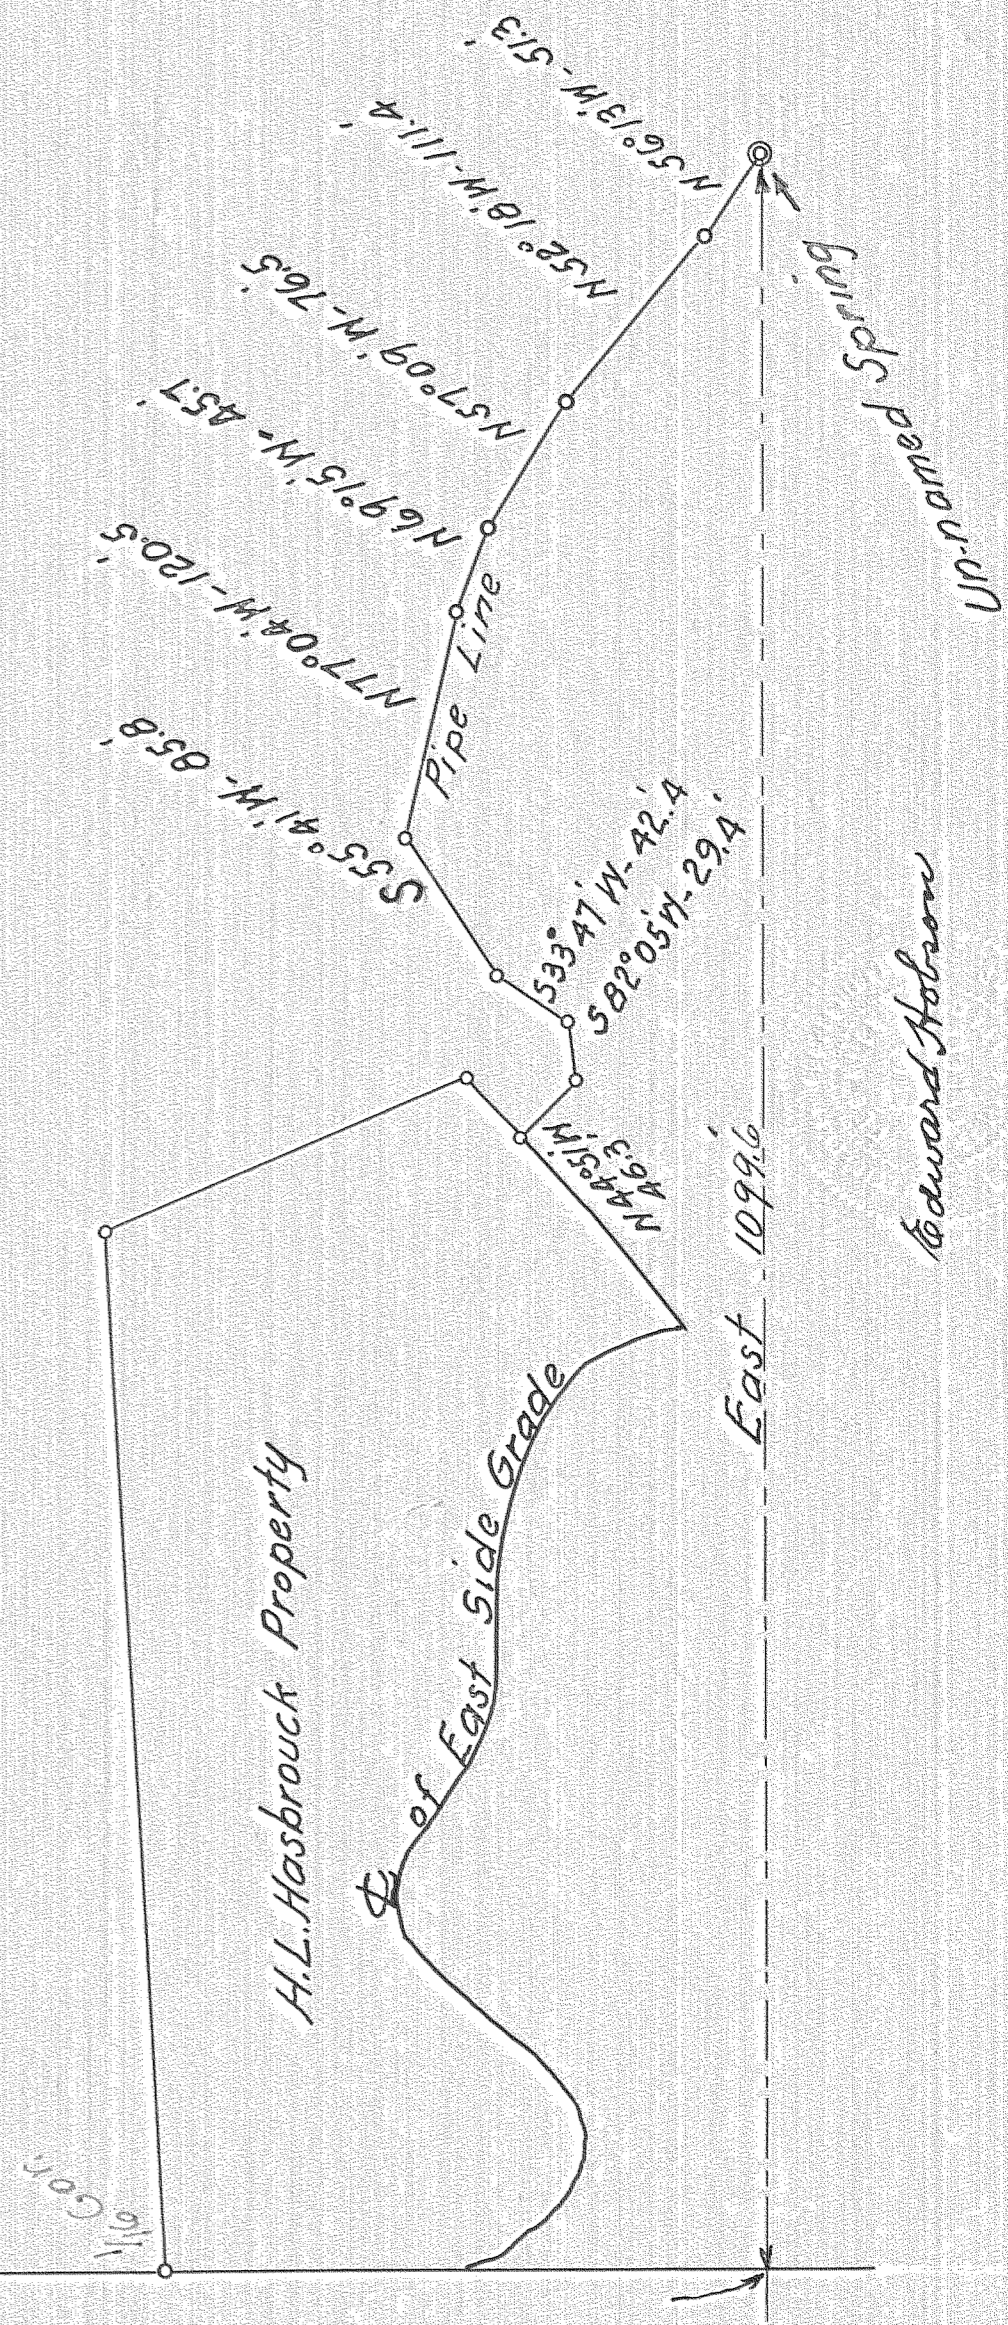 1/16 Cor.
H.L. Hasbrouck Property
℄ of East Side Grade
S 55° 41' W - 85.8'
N 77° 04' W - 120.5'
N 69° 15' W - 45.7'
N 57° 09' W - 76.5'
N 52° 18' W - 111.4'
N 56° 13' W - 51.3'
Pipe Line
S 33° 47' W - 42.4'
S 82° 05' W - 29.4'
N 44° 51' W
46.3'
East 1099.6'
Un-named Spring
Edward Hobson